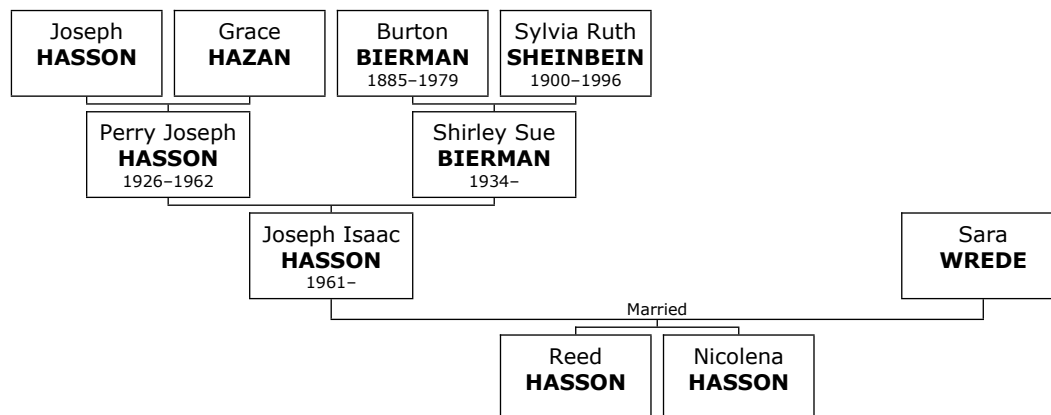 Joseph
HASSON
Grace
HAZAN
Burton
BIERMAN
1885–1979
Sylvia Ruth
SHEINBEIN
1900–1996
Perry Joseph
HASSON
1926–1962
Shirley Sue
BIERMAN
1934–
Joseph Isaac
HASSON
1961–
Sara
WREDE
Married
Reed
HASSON
Nicolena
HASSON